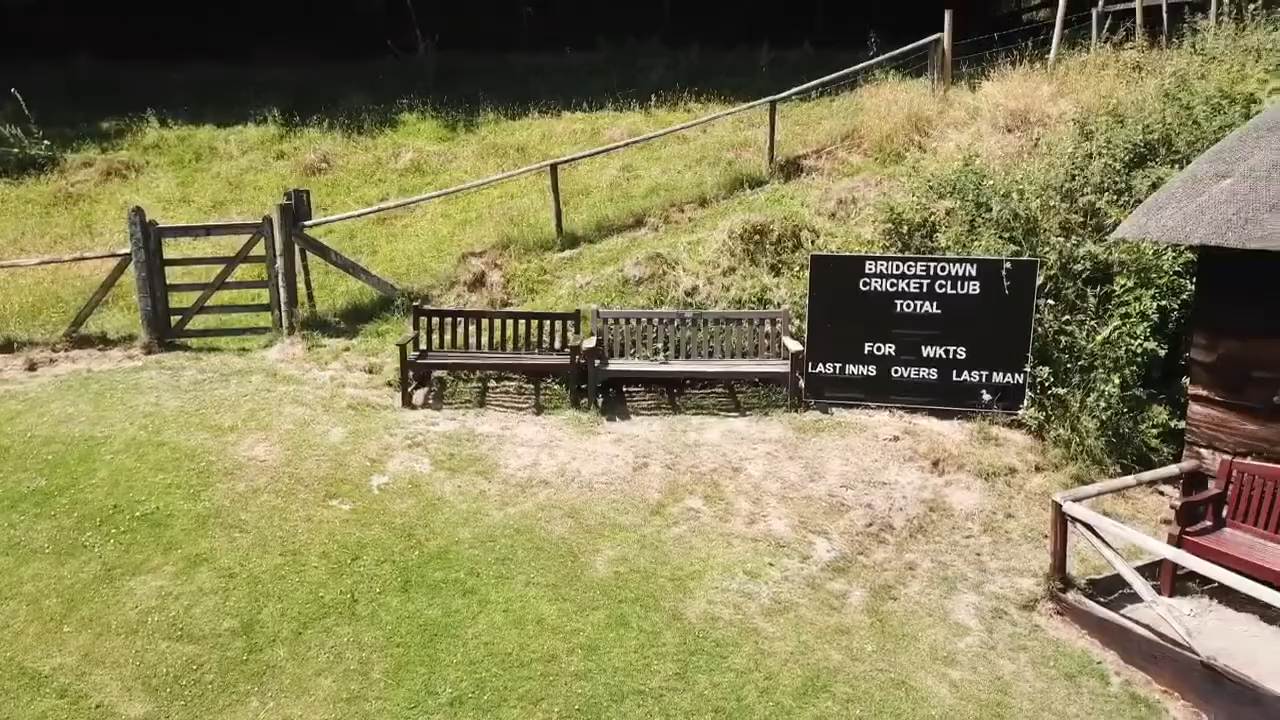 BRIDGETOWN
CRICKET CLUB
TOTAL
FOR WKTS
LAST INNS OVERS LAST MAN